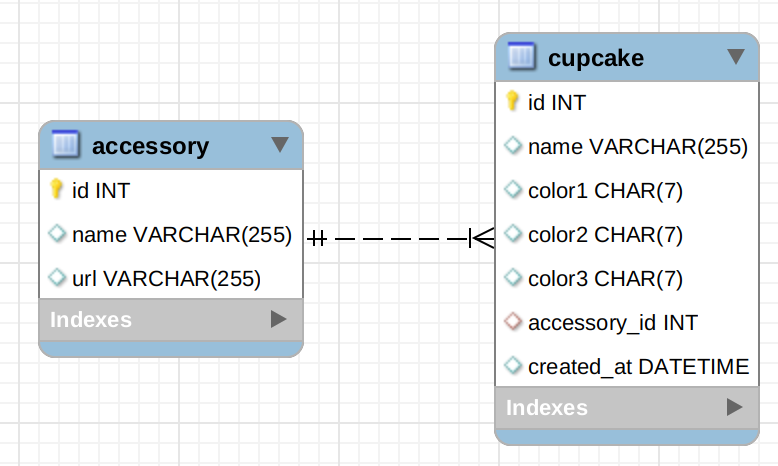 accessory
id INT
name VARCHAR(255)
url VARCHAR(255)
Indexes
cupcake
id INT
name VARCHAR(255)
color1 CHAR(7)
color2 CHAR(7)
color3 CHAR(7)
accessory_id INT
created_at DATETIME
Indexes